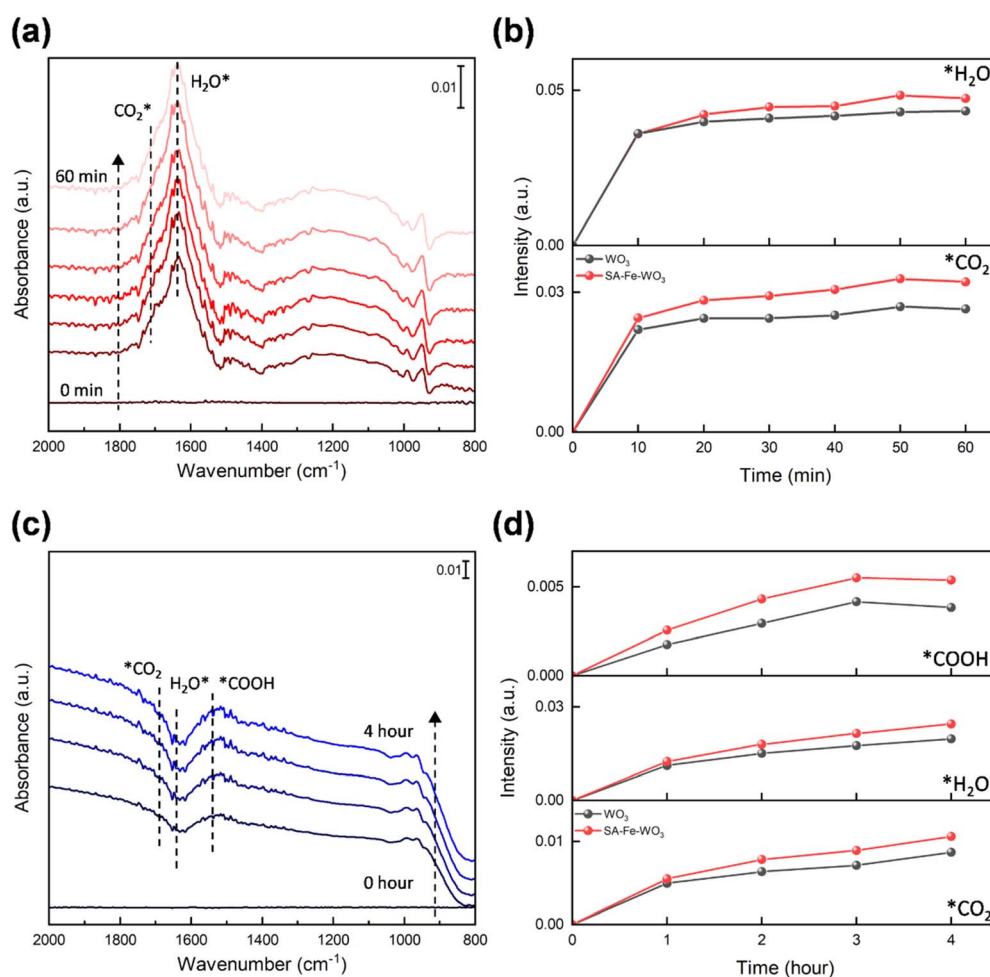 (a)
0.01
H₂O*
CO₂*
60 min
0 min
Absorbance (a.u.)
2000 1800 1600 1400 1200 1000 800
Wavenumber (cm⁻¹)
(b)
*H₂O
0.05
0.00
Intensity (a.u.)
*CO₂
WO₃
SA-Fe-WO₃
0.03
0.00
0 10 20 30 40 50 60
Time (min)
(c)
0.01
*CO₂
H₂O*
*COOH
4 hour
0 hour
Absorbance (a.u.)
2000 1800 1600 1400 1200 1000 800
Wavenumber (cm⁻¹)
(d)
0.005
0.000
*COOH
0.03
0.00
*H₂O
Intensity (a.u.)
WO₃
SA-Fe-WO₃
0.01
0.00
*CO₂
0 1 2 3 4
Time (hour)